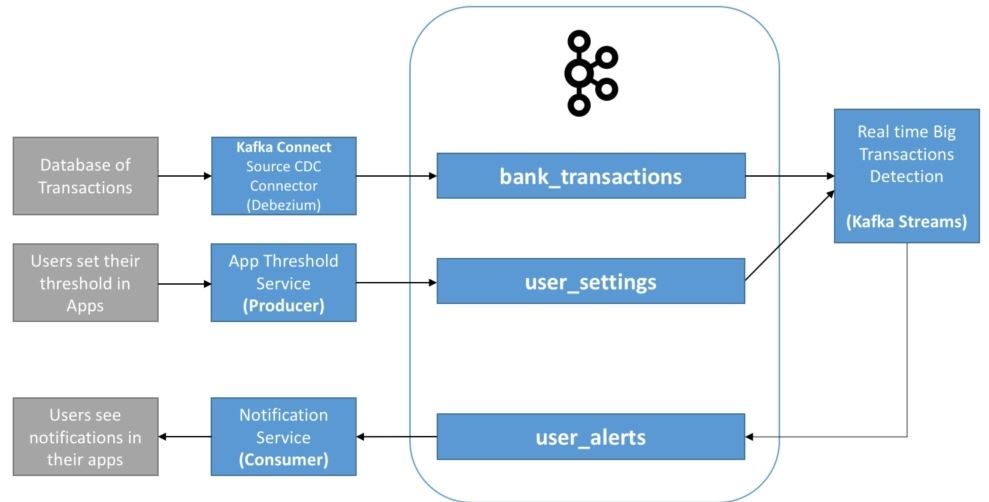 Database of
Transactions
Kafka Connect
Source CDC
Connector
(Debezium)
bank_transactions
Real time Big
Transactions
Detection
(Kafka Streams)
Users set their
threshold in
Apps
App Threshold
Service
(Producer)
user_settings
Users see
notifications in
their apps
Notification
Service
(Consumer)
user_alerts